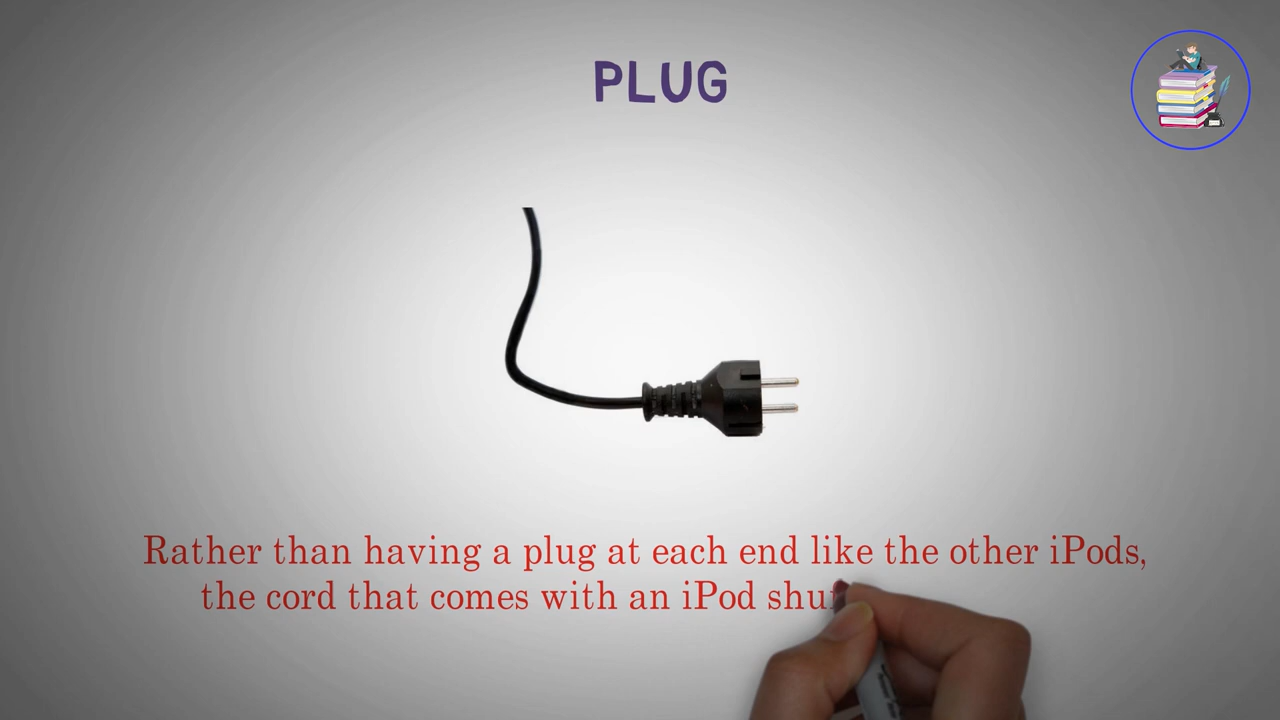 PLUG
Rather than having a plug at each end like the other iPods,
the cord that comes with an iPod